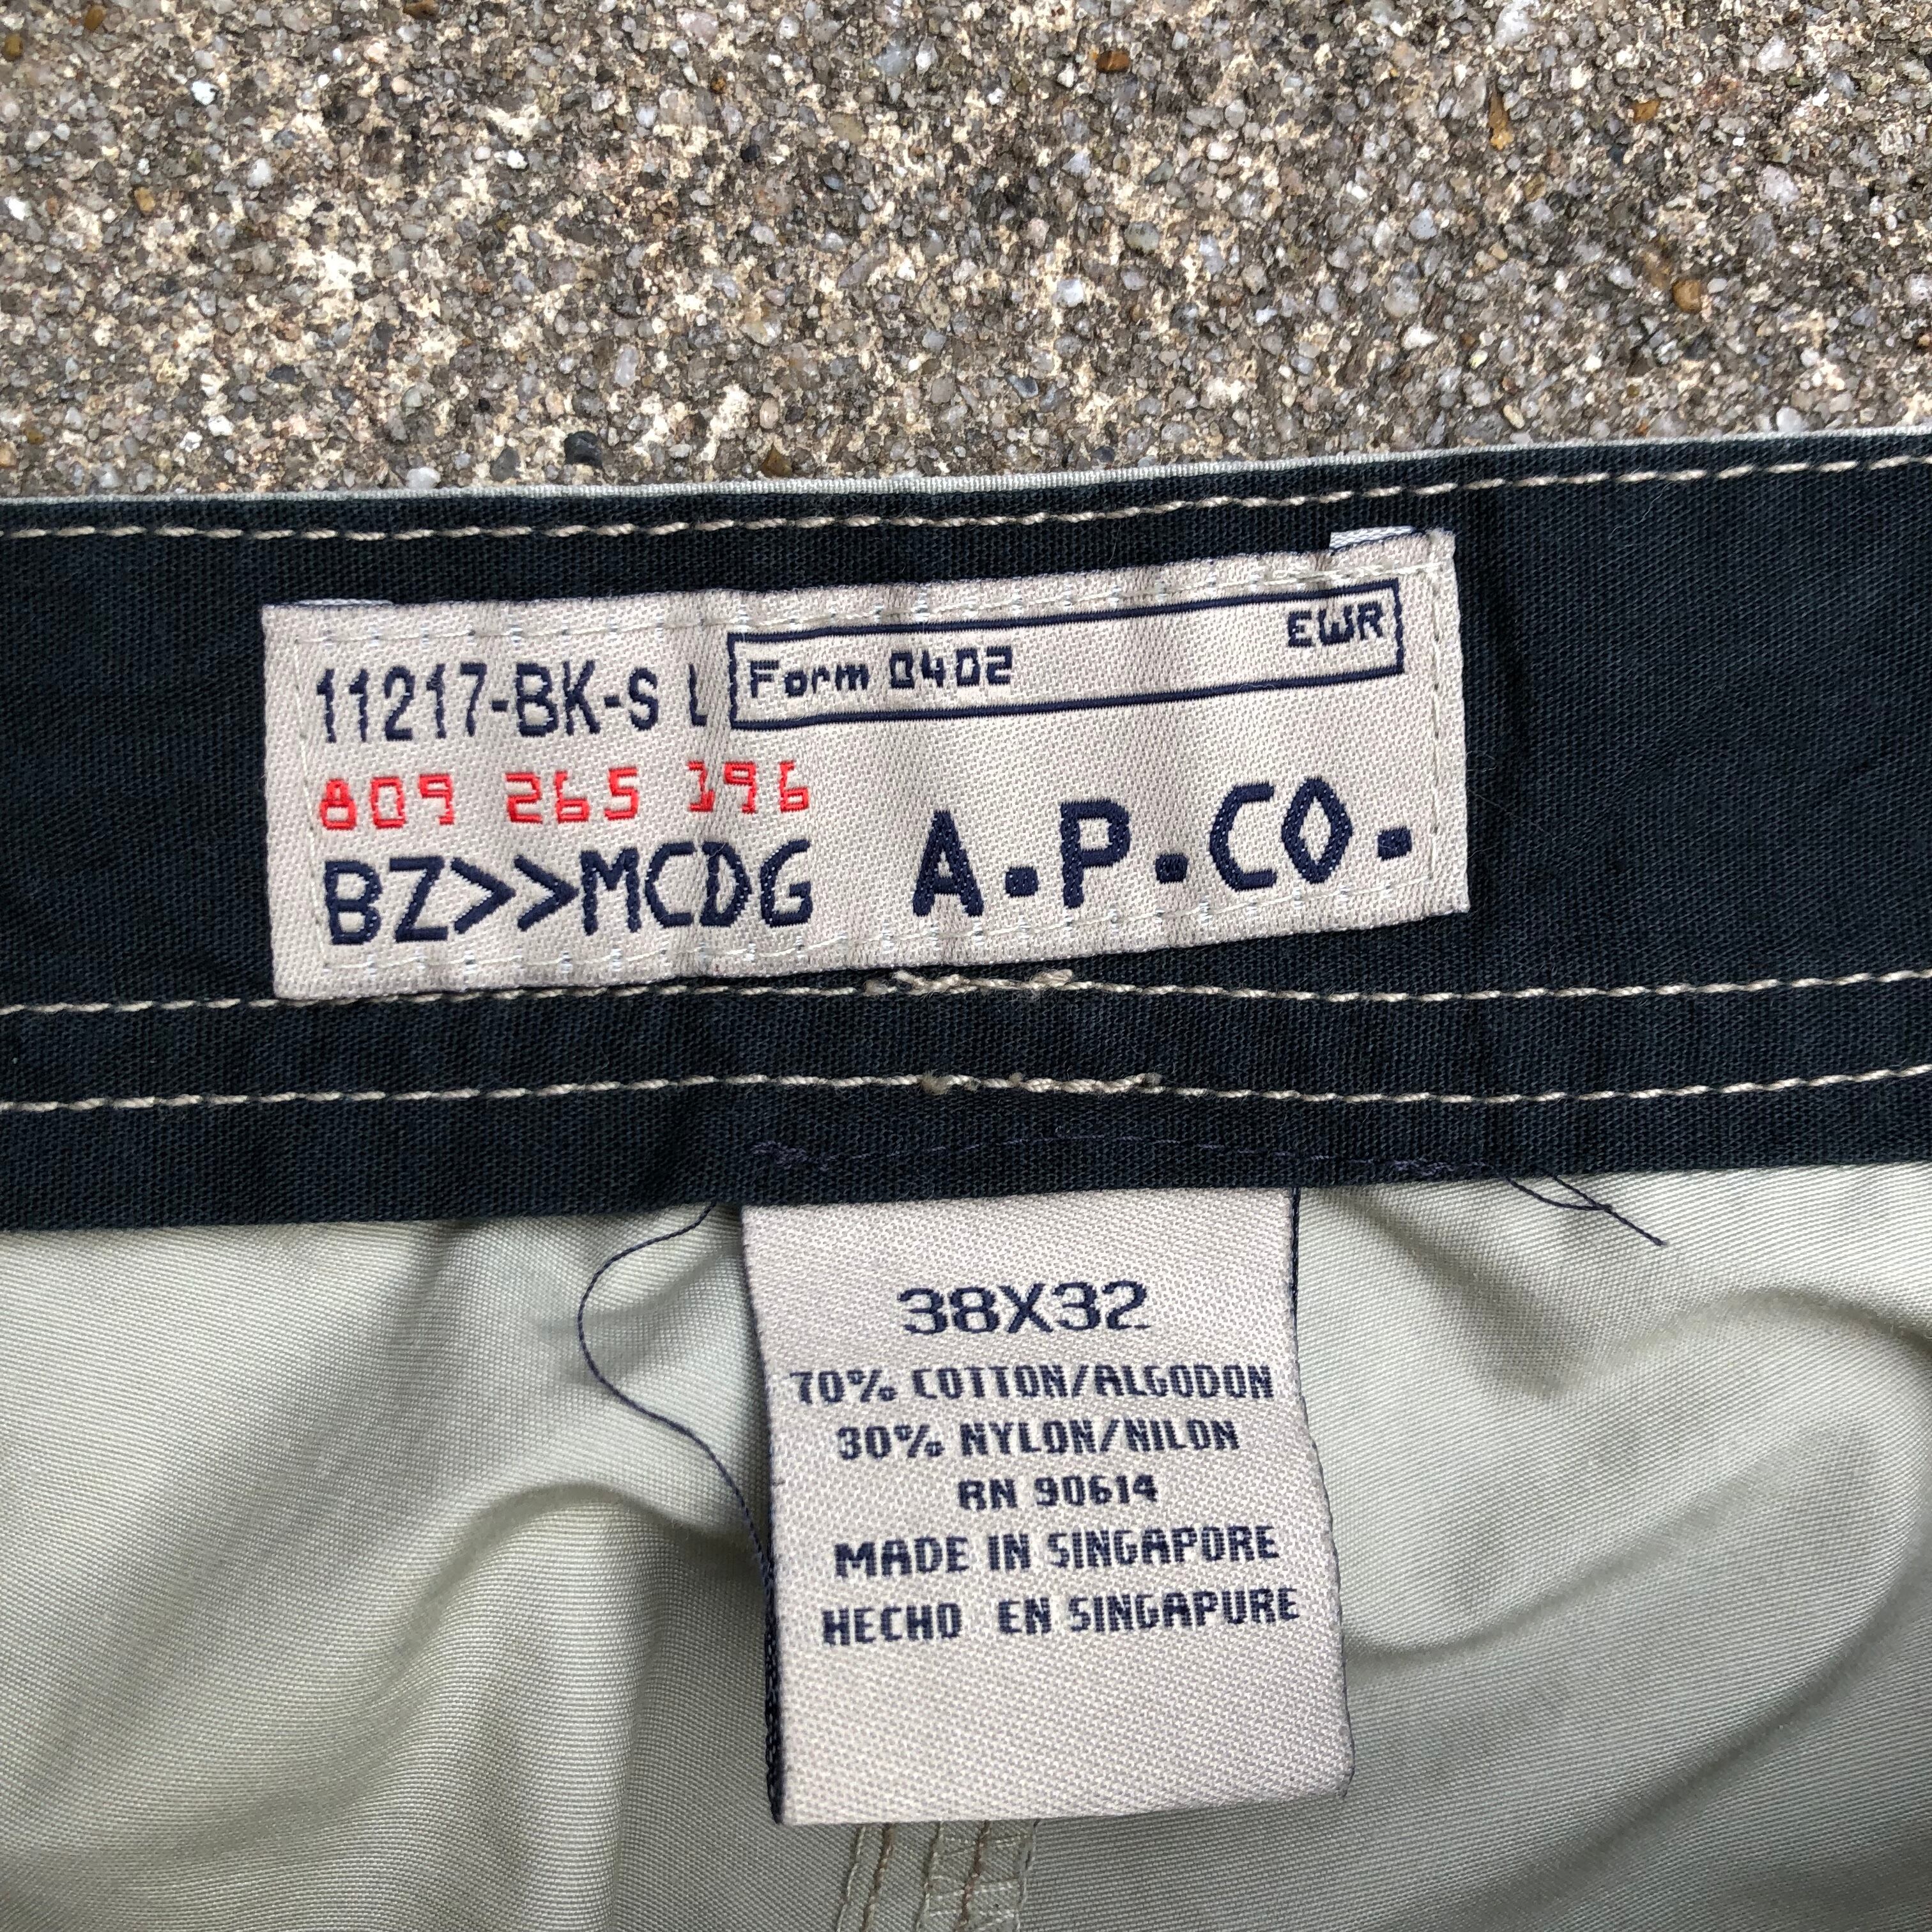 11217-BK-S L
Form 0402
EWR
809 265 196
BZ>>MCDG
A.P.CO.
38X32
70% COTTON/ALGODON
30% NYLON/NILON
RN 90614
MADE IN SINGAPORE
HECHO EN SINGAPURE